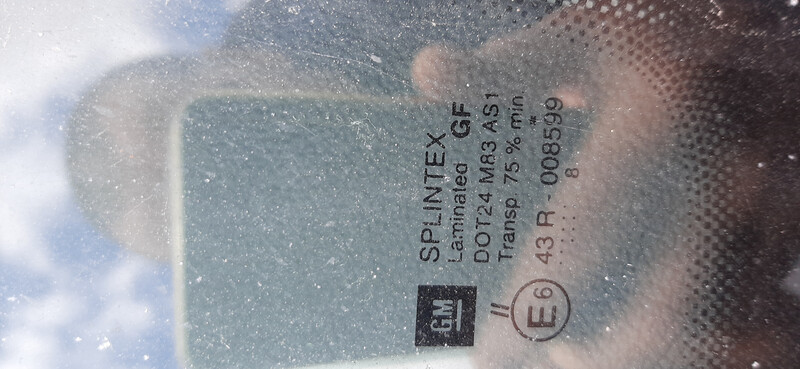 SPLINTEX
Laminated GF
DOT24 M83 AS1
Transp 75% min.
GM
II
E6 43 R - 008599
*
....... 8